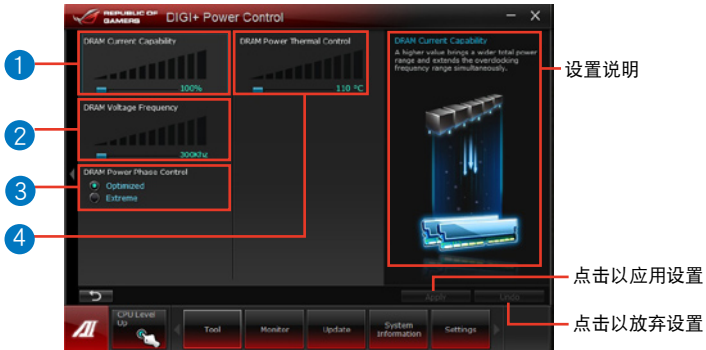 REPUBLIC OF GAMERS
DIGI+ Power Control
1
DRAM Current Capability
100%
2
DRAM Voltage Frequency
300Khz
3
DRAM Power Phase Control
Optimized
Extreme
4
DRAM Power Thermal Control
110 °C
DRAM Current Capability
A higher value brings a wider total power
range and extends the overclocking
frequency range simultaneously.
设置说明
Apply
Undo
点击以应用设置
点击以放弃设置
CPU Level
Up
Tool
Monitor
Update
System
Information
Settings